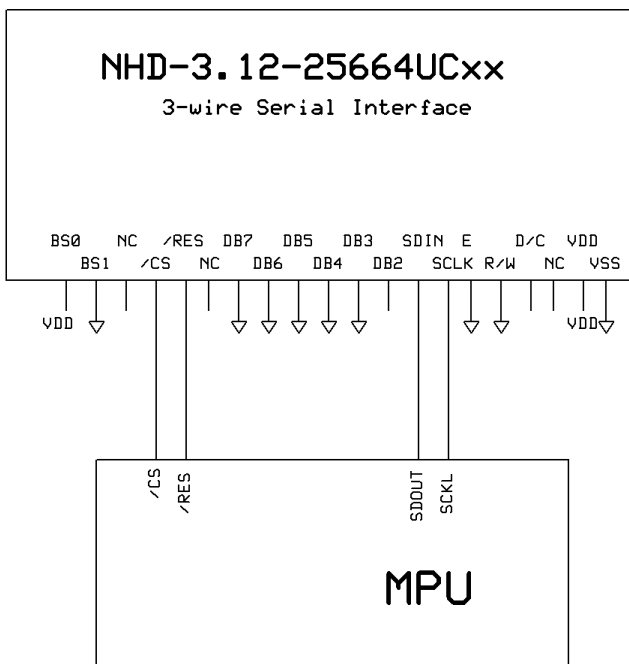 NHD-3.12-25664UCxx
3-wire Serial Interface
BS0 NC /RES DB7 DB5 DB3 SDIN E D/C VDD
BS1 /CS NC DB6 DB4 DB2 SCLK R/W NC VSS
VDD VDD
/CS
/RES
SDOUT
SCKL
MPU